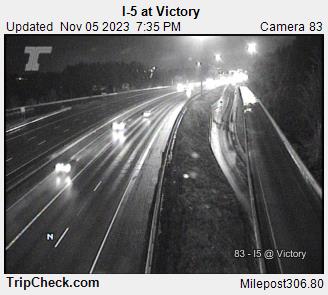 I-5 at Victory
Updated Nov 05 2023 7:35 PM Camera 83
T
N
83 - I5 @ Victory
TripCheck.com Milepost306.80